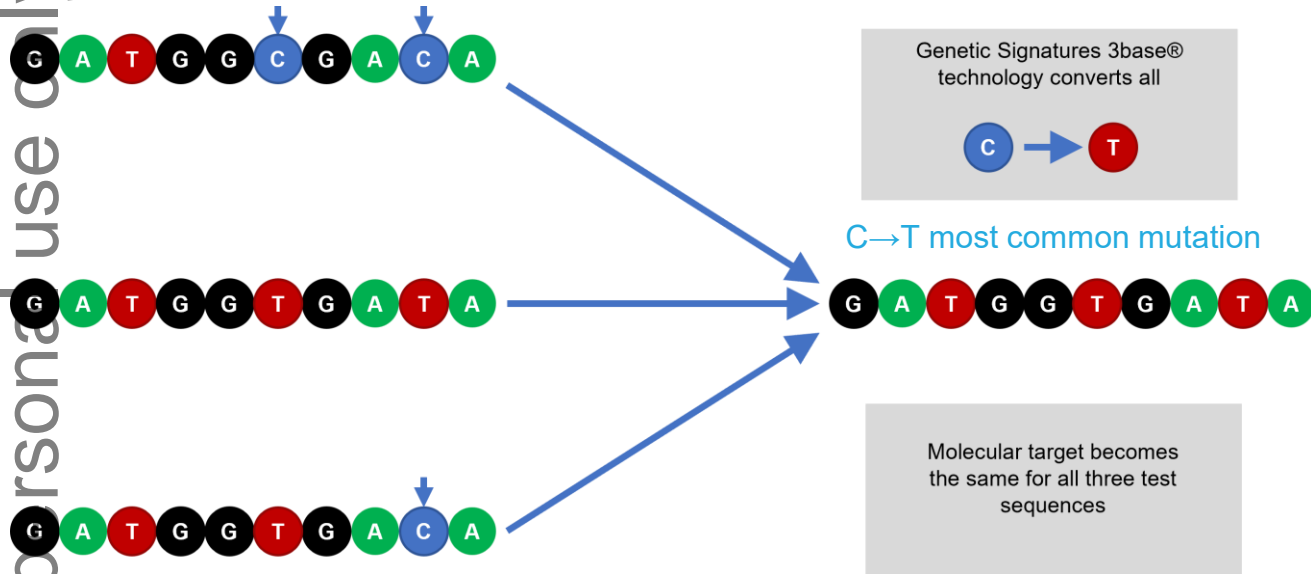 personal use only
G A T G G C G A C A
Genetic Signatures 3base®
technology converts all
C T
C→T most common mutation
G A T G G T G A T A
G A T G G T G A T A
Molecular target becomes
the same for all three test
sequences
G A T G G T G A C A